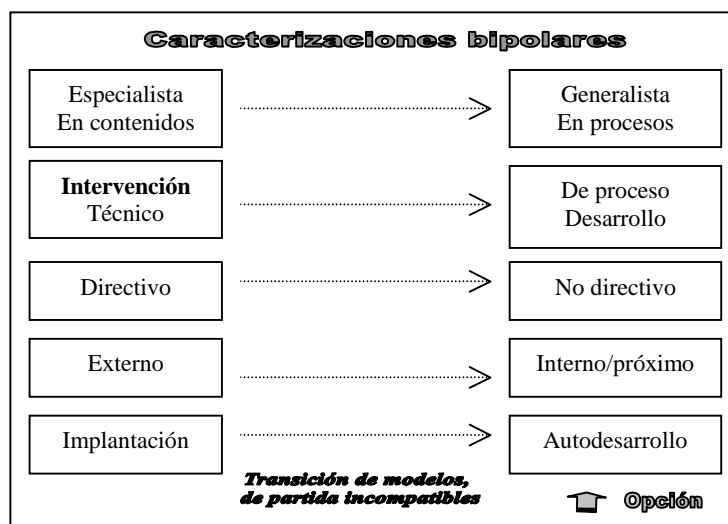 Caracterizaciones bipolares
Especialista
En contenidos
Generalista
En procesos
Intervención
Técnico
De proceso
Desarrollo
Directivo
No directivo
Externo
Interno/próximo
Implantación
Autodesarrollo
Transición de modelos,
de partida incompatibles
Opción